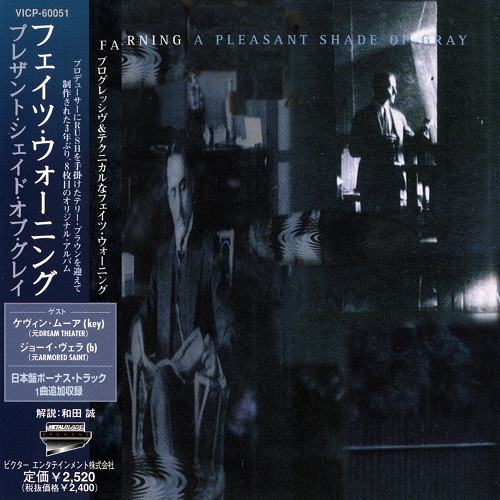 VICP-60051
フェイツ・ウォーニング
プレザント・シェイド・オブ・グレイ
プロデューサーにRUSHを手掛けたテリー・ブラウンを迎えて
制作された3年ぶり、8枚目のオリジナル・アルバム
プログレッシヴ&テクニカルなフェイツ・ウォーニング
FA RNING A PLEASANT SHADE OF GRAY
ゲスト
ケヴィン・ムーア (key)
(元DREAM THEATER)
ジョーイ・ヴェラ (b)
(元ARMORED SAINT)
日本盤ボーナス・トラック
1曲追加収録
解説:和田 誠
METAL BLADE
RECORDS
ビクター エンタテインメント株式会社
定価¥2,520
(税抜価格¥2,400)